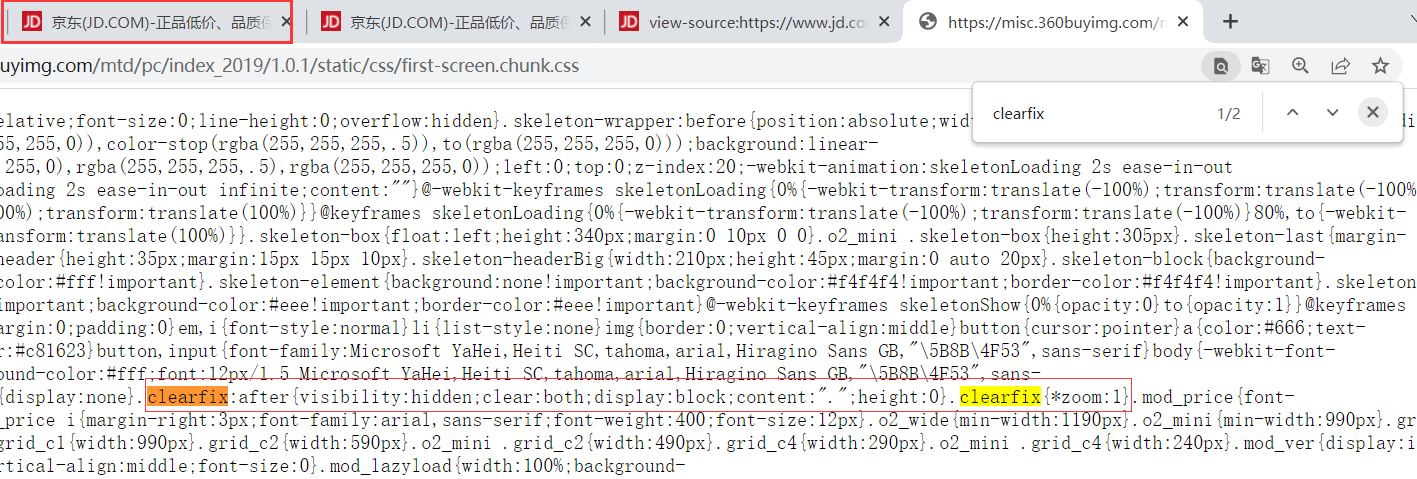 JD 京东(JD.COM)-正品低价、品质保 JD 京东(JD.COM)-正品低价、品质保 JD view-source:https://www.jd.co https://misc.360buyimg.com/
uyimg.com/mtd/pc/index_2019/1.0.1/static/css/first-screen.chunk.css
clearfix 1/2
elative;font-size:0;line-height:0;overflow:hidden}.skeleton-wrapper:before{position:absolute;
55,255,0)),color-stop(rgba(255,255,255,.5)),to(rgba(255,255,255,0)));background:linear-
255,0),rgba(255,255,255,.5),rgba(255,255,255,0));left:0;top:0;z-index:20;-webkit-animation:skeletonLoading 2s ease-in-out
oading 2s ease-in-out infinite;content:""}@-webkit-keyframes skeletonLoading{0%{-webkit-transform:translate(-100%);transform:translate(-100%
00%);transform:translate(100%)}}@keyframes skeletonLoading{0%{-webkit-transform:translate(-100%);transform:translate(-100%)}80%,to{-webkit-
ansform:translate(100%)}}.skeleton-box{float:left;height:340px;margin:0 10px 0 0}.o2_mini .skeleton-box{height:305px}.skeleton-last{margin-
header{height:35px;margin:15px 15px 10px}.skeleton-headerBig{width:210px;height:45px;margin:0 auto 20px}.skeleton-block{background-
color:#fff!important}.skeleton-element{background:none!important;background-color:#f4f4f4!important;border-color:#f4f4f4!important}.skeleton
important;background-color:#eee!important;border-color:#eee!important}@-webkit-keyframes skeletonShow{0%{opacity:0}to{opacity:1}}@keyframes
argin:0;padding:0}em,i{font-style:normal}li{list-style:none}img{border:0;vertical-align:middle}button{cursor:pointer}a{color:#666;text-
r:#c81623}button,input{font-family:Microsoft YaHei,Heiti SC,tahoma,arial,Hiragino Sans GB,"\5B8B\4F53",sans-serif}body{-webkit-font-
ound-color:#fff;font:12px/1.5 Microsoft YaHei,Heiti SC,tahoma,arial,Hiragino Sans GB,"\5B8B\4F53",sans-
{display:none}.clearfix:after{visibility:hidden;clear:both;display:block;content:".";height:0}.clearfix{*zoom:1}.mod_price{font-
_price i{margin-right:3px;font-family:arial,sans-serif;font-weight:400;font-size:12px}.o2_wide{min-width:1190px}.o2_mini{min-width:990px}.gr
grid_c1{width:990px}.grid_c2{width:590px}.o2_mini .grid_c2{width:490px}.grid_c4{width:290px}.o2_mini .grid_c4{width:240px}.mod_ver{display:i
rtical-align:middle;font-size:0}.mod_lazyload{width:100%;background-